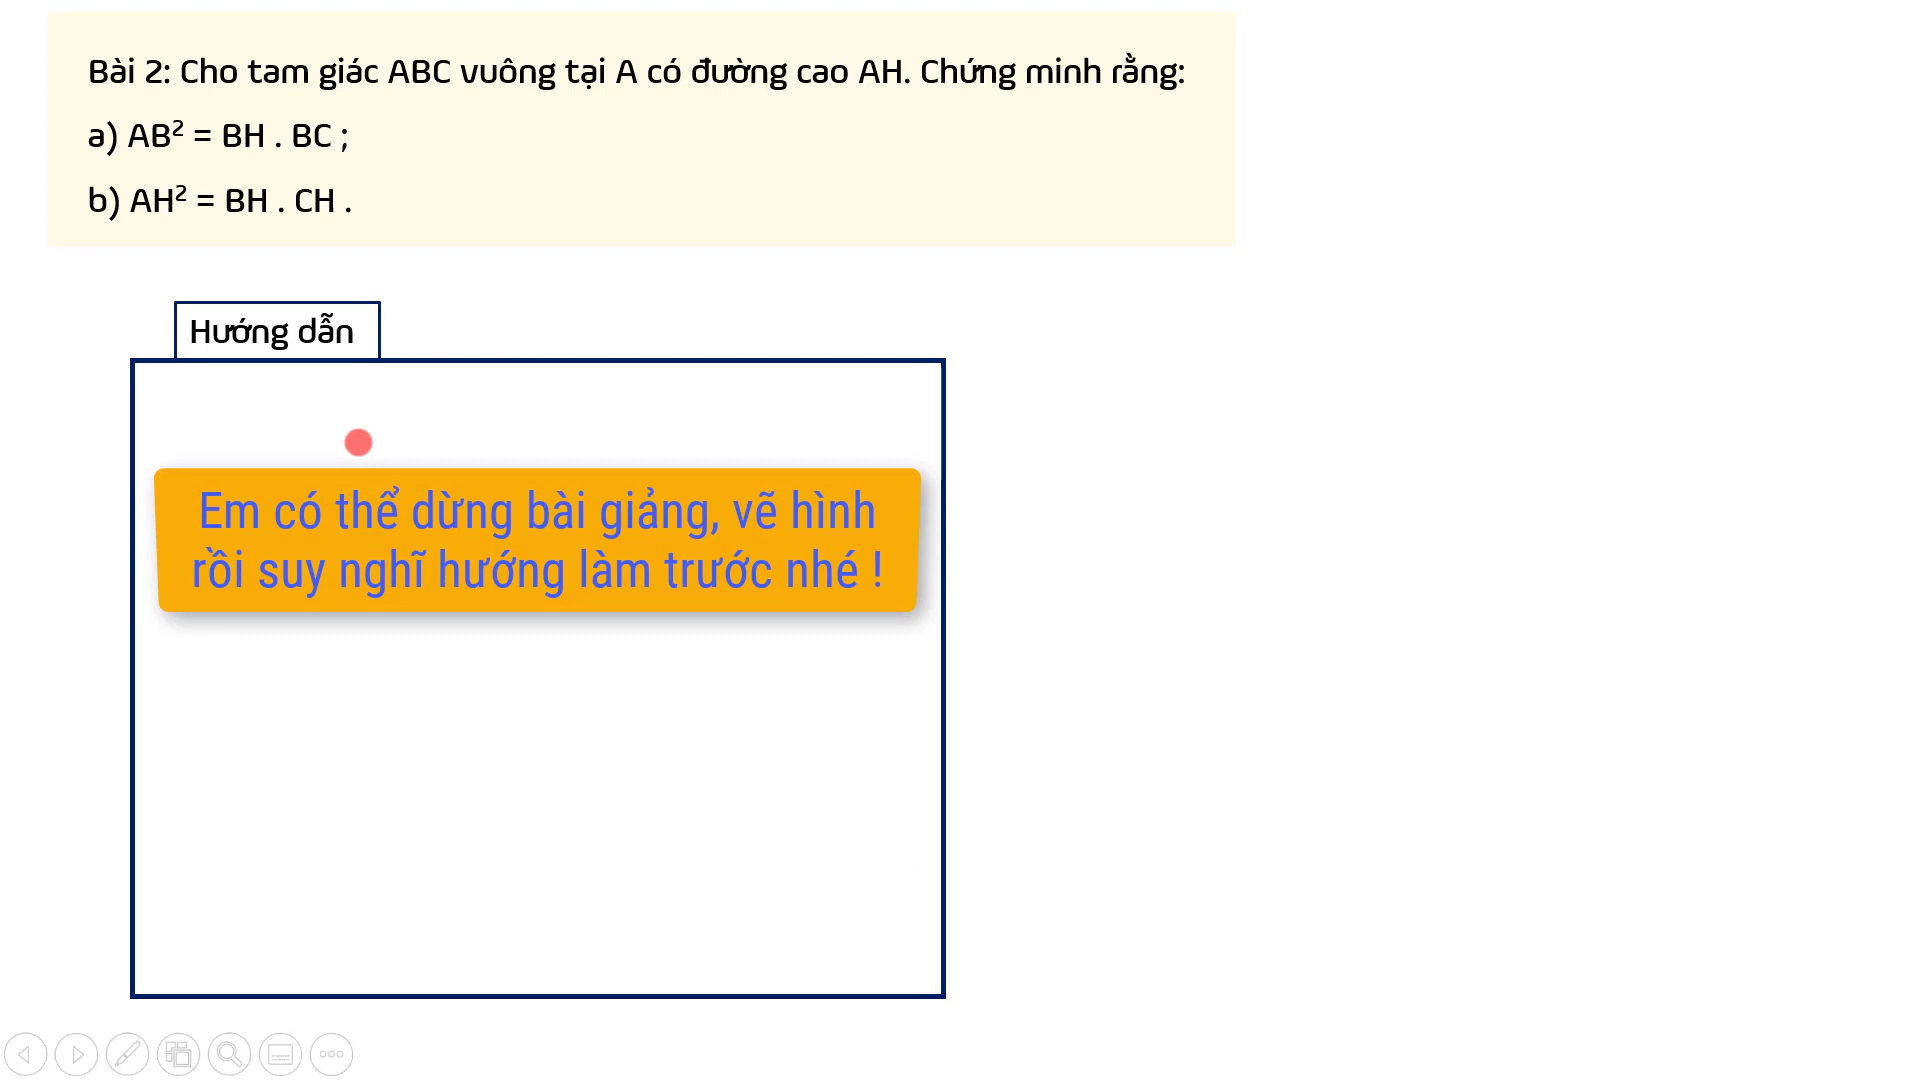 Bài 2: Cho tam giác ABC vuông tại A có đường cao AH. Chứng minh rằng:
a) AB² = BH . BC ;
b) AH² = BH . CH .
Hướng dẫn
Em có thể dừng bài giảng, vẽ hình
rồi suy nghĩ hướng làm trước nhé !